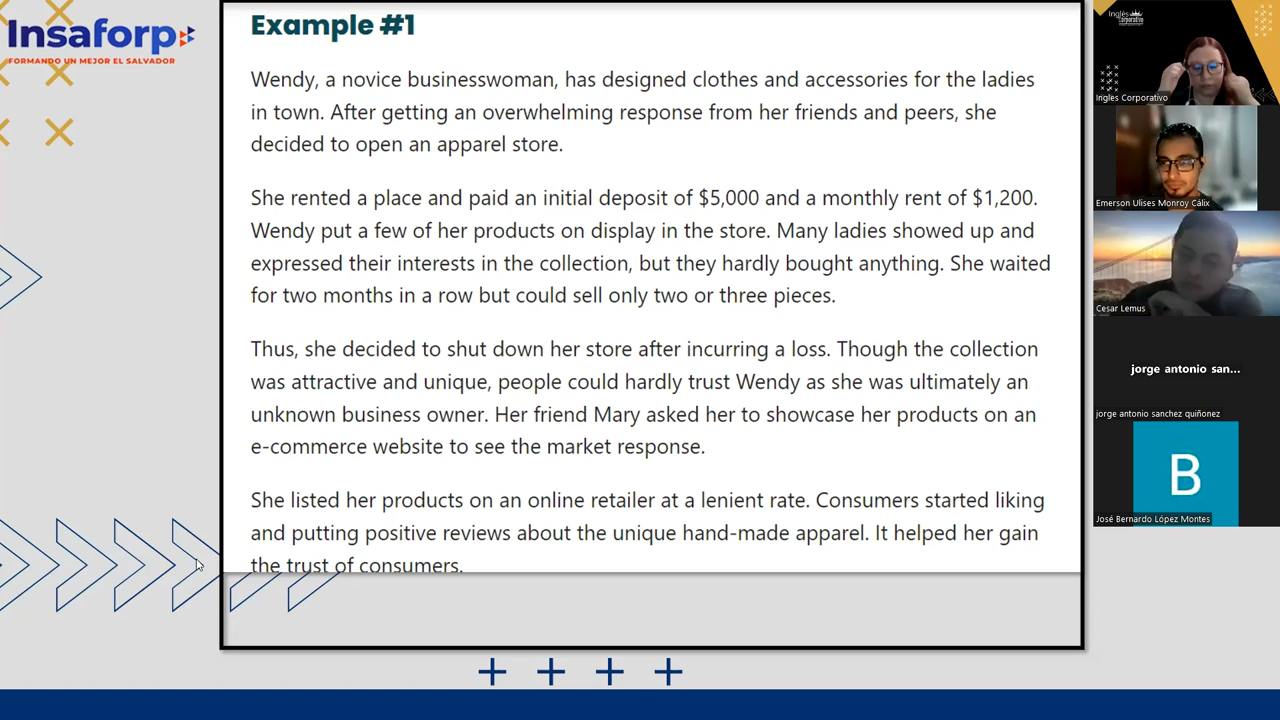 Insaforp
FORMANDO UN MEJOR EL SALVADOR
Example #1
Wendy, a novice businesswoman, has designed clothes and accessories for the ladies
in town. After getting an overwhelming response from her friends and peers, she
decided to open an apparel store.
She rented a place and paid an initial deposit of $5,000 and a monthly rent of $1,200.
Wendy put a few of her products on display in the store. Many ladies showed up and
expressed their interests in the collection, but they hardly bought anything. She waited
for two months in a row but could sell only two or three pieces.
Thus, she decided to shut down her store after incurring a loss. Though the collection
was attractive and unique, people could hardly trust Wendy as she was ultimately an
unknown business owner. Her friend Mary asked her to showcase her products on an
e-commerce website to see the market response.
She listed her products on an online retailer at a lenient rate. Consumers started liking
and putting positive reviews about the unique hand-made apparel. It helped her gain
the trust of consumers.
Inglés
Corporativo
Ingles Corporativo
Emerson Ulises Monroy Cálix
Cesar Lemus
jorge antonio san...
jorge antonio sanchez quiñonez
B
José Bernardo López Montes